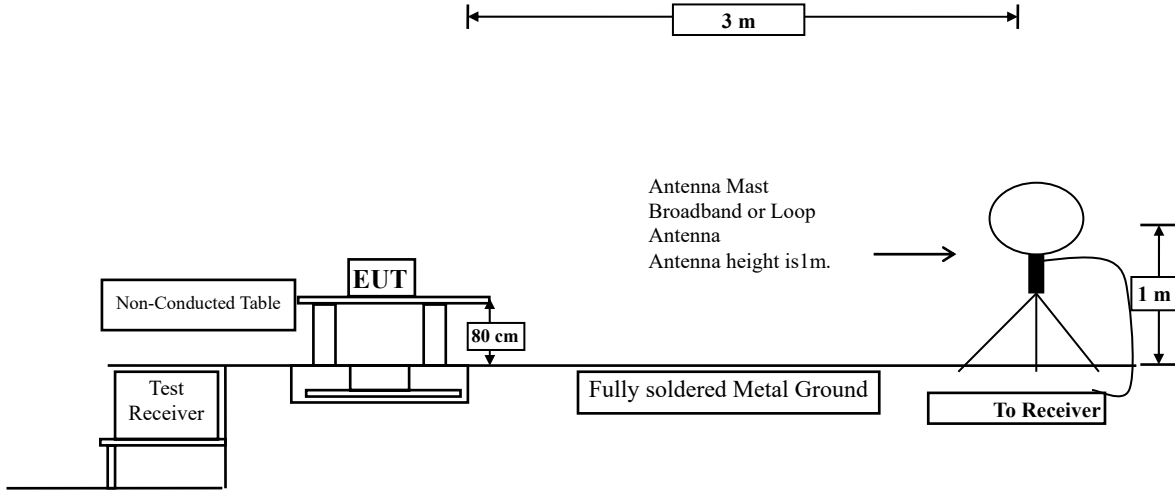 3 m
Antenna Mast
Broadband or Loop
Antenna
Antenna height is1m.
EUT
Non-Conducted Table
80 cm
1 m
Test
Receiver
Fully soldered Metal Ground
To Receiver